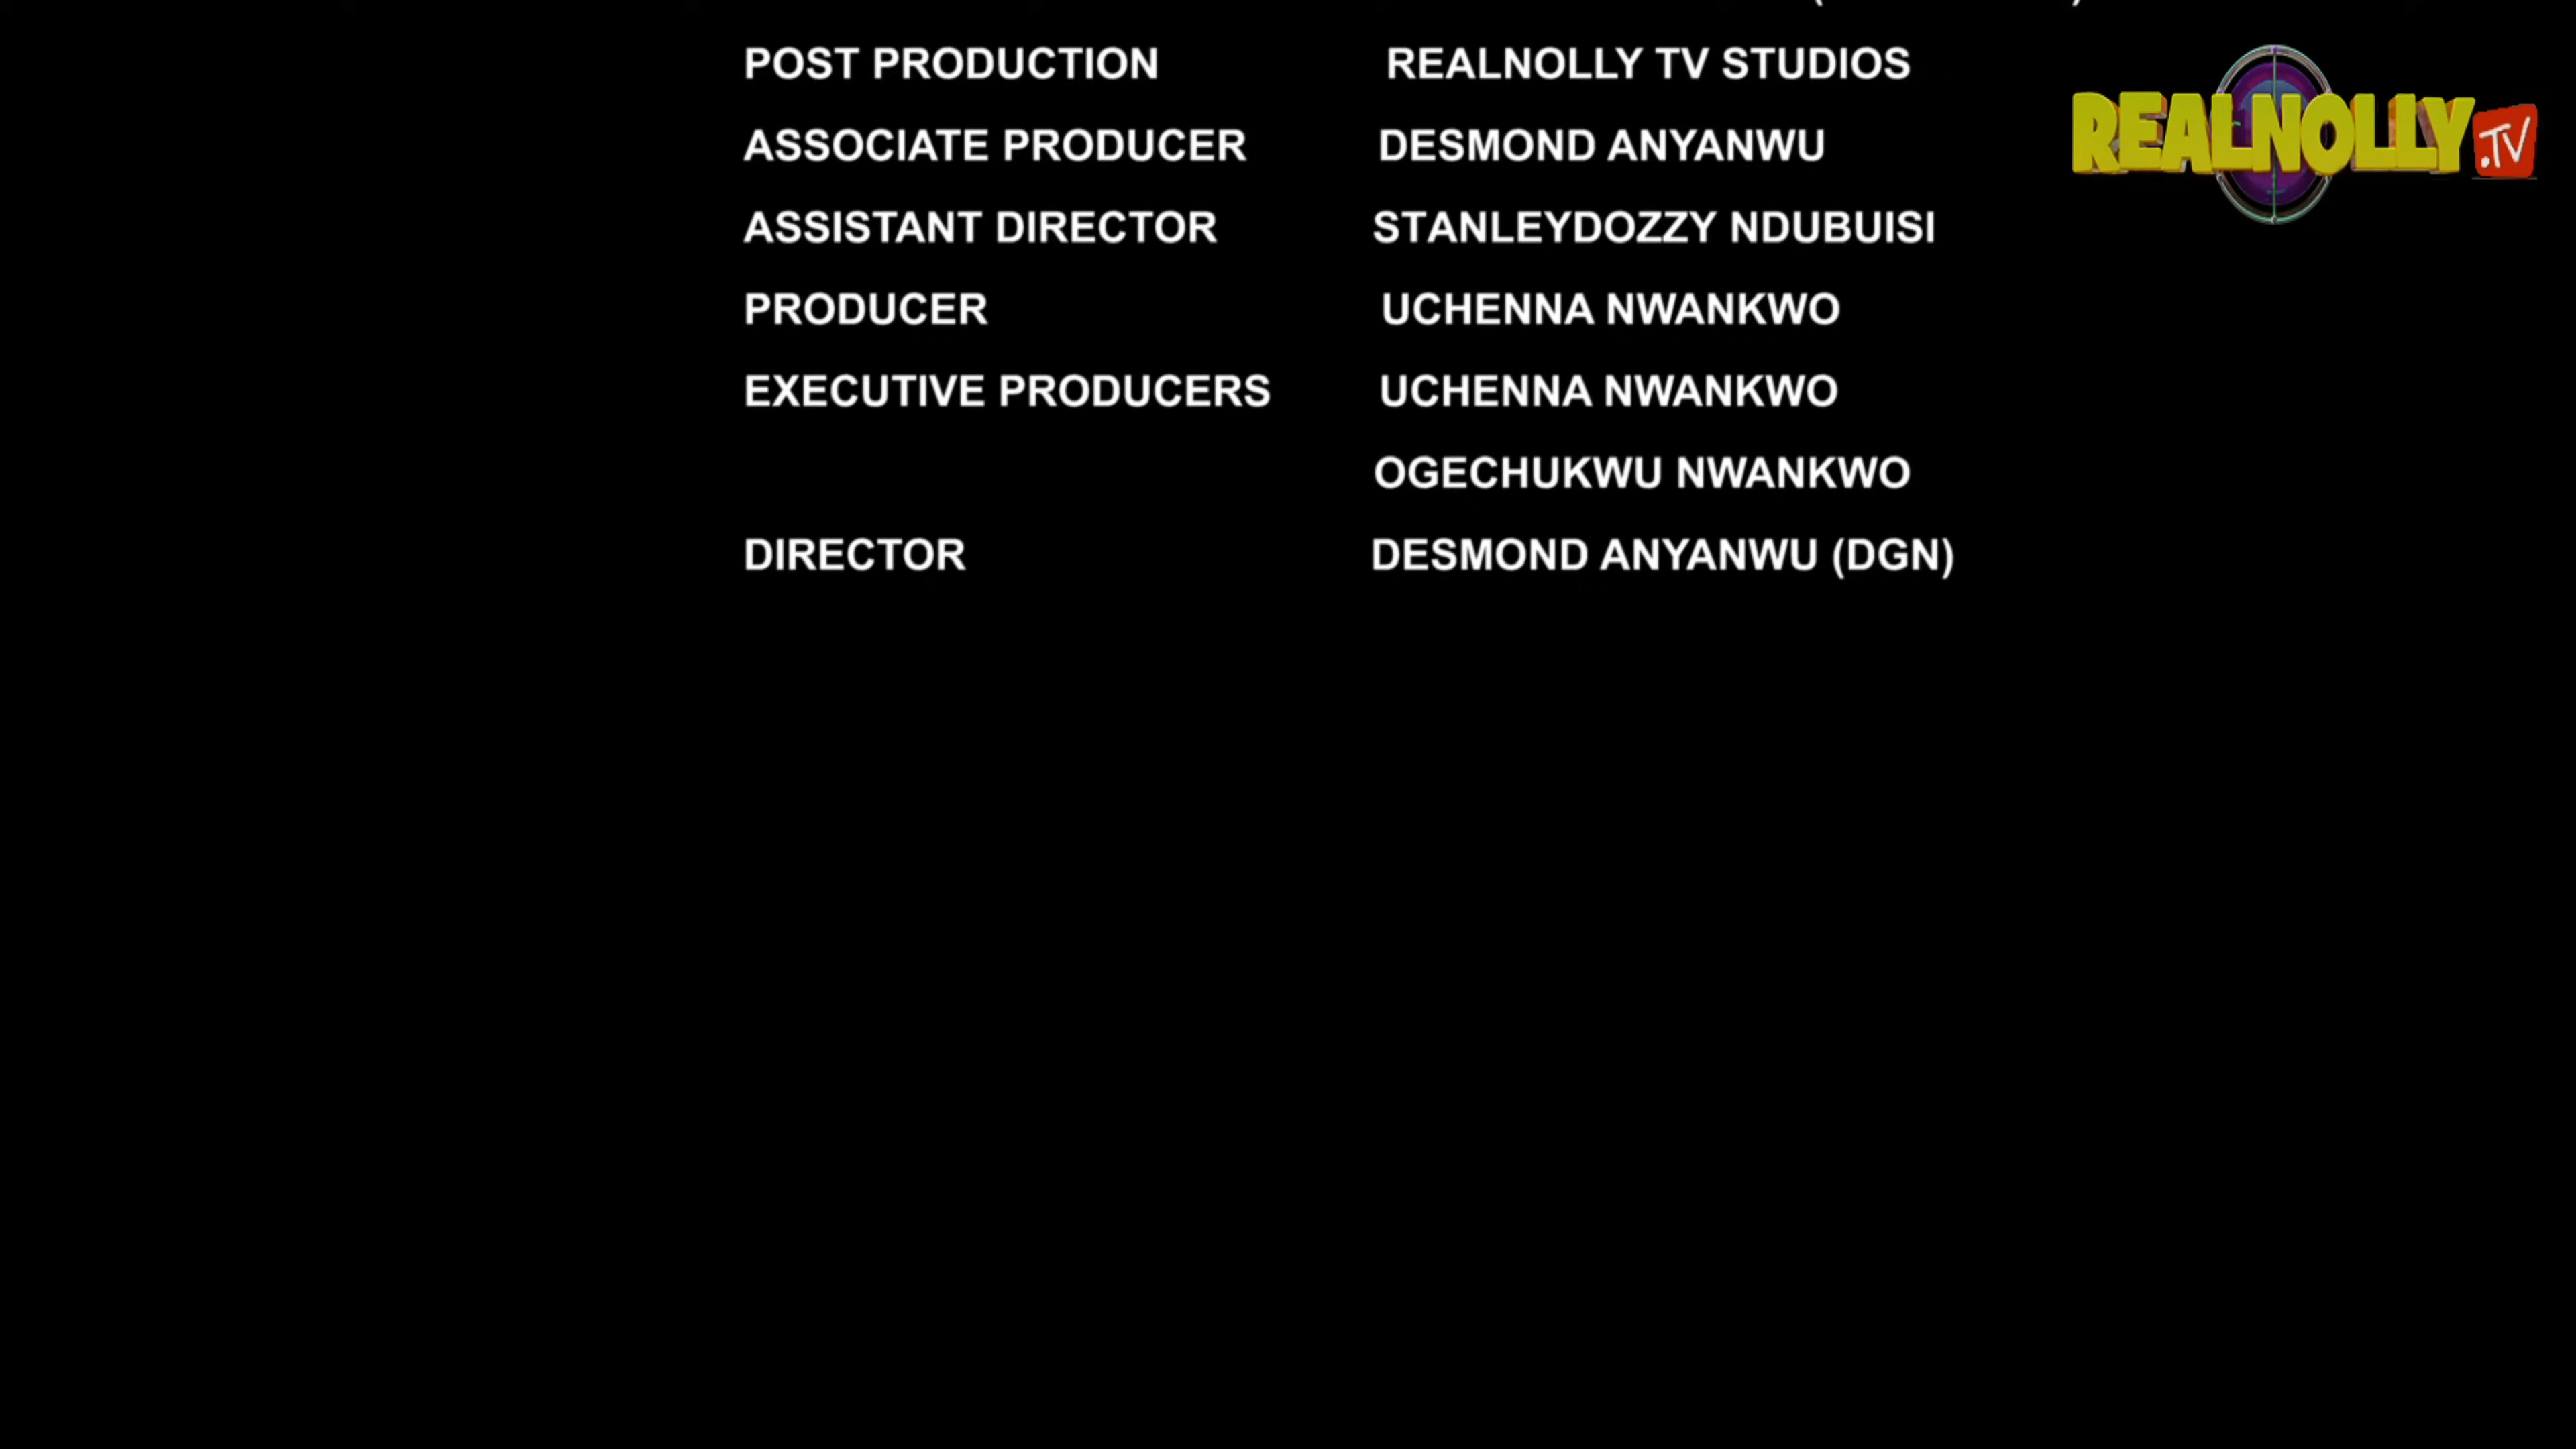 POST PRODUCTION REALNOLLY TV STUDIOS
ASSOCIATE PRODUCER DESMOND ANYANWU
ASSISTANT DIRECTOR STANLEYDOZZY NDUBUISI
PRODUCER UCHENNA NWANKWO
EXECUTIVE PRODUCERS UCHENNA NWANKWO
OGECHUKWU NWANKWO
DIRECTOR DESMOND ANYANWU (DGN)
REALNOLLY.TV